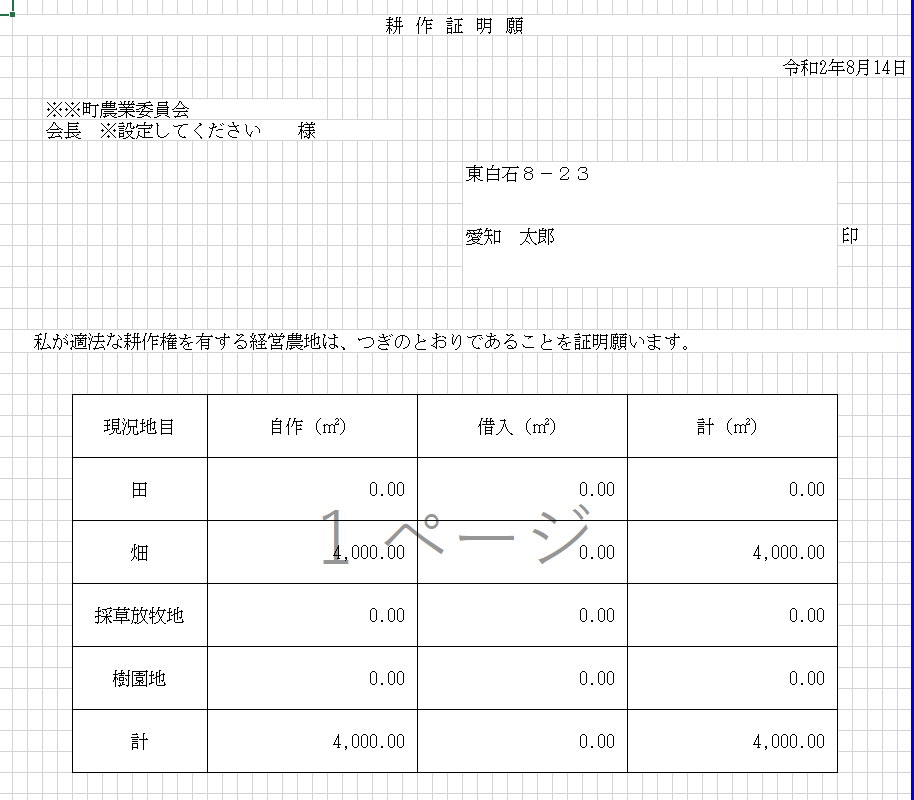 耕 作 証 明 願
令和2年8月14日
※※町農業委員会
会長　※設定してください　　様
東白石８－２３
愛知　太郎
印
私が適法な耕作権を有する経営農地は、つぎのとおりであることを証明願います。
現況地目 自作（㎡） 借入（㎡） 計（㎡）
田 0.00 0.00 0.00
畑 4,000.00 0.00 4,000.00
1 ページ
採草放牧地 0.00 0.00 0.00
樹園地 0.00 0.00 0.00
計 4,000.00 0.00 4,000.00